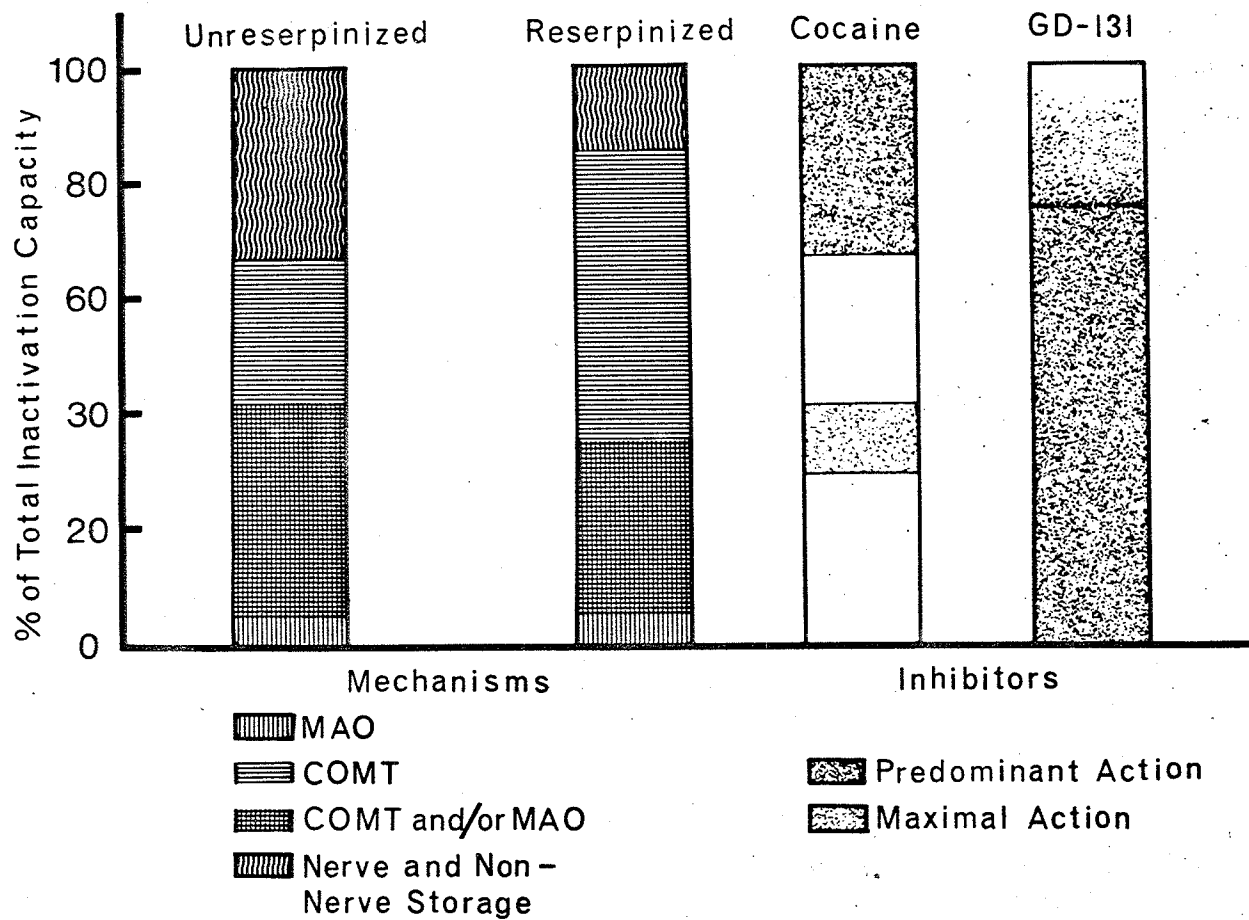 Unreserpinized
Reserpinized
Cocaine
GD-131
% of Total Inactivation Capacity
100
80
60
30
20
0
Mechanisms
Inhibitors
MAO
COMT
COMT and/or MAO
Nerve and Non-
Nerve Storage
Predominant Action
Maximal Action